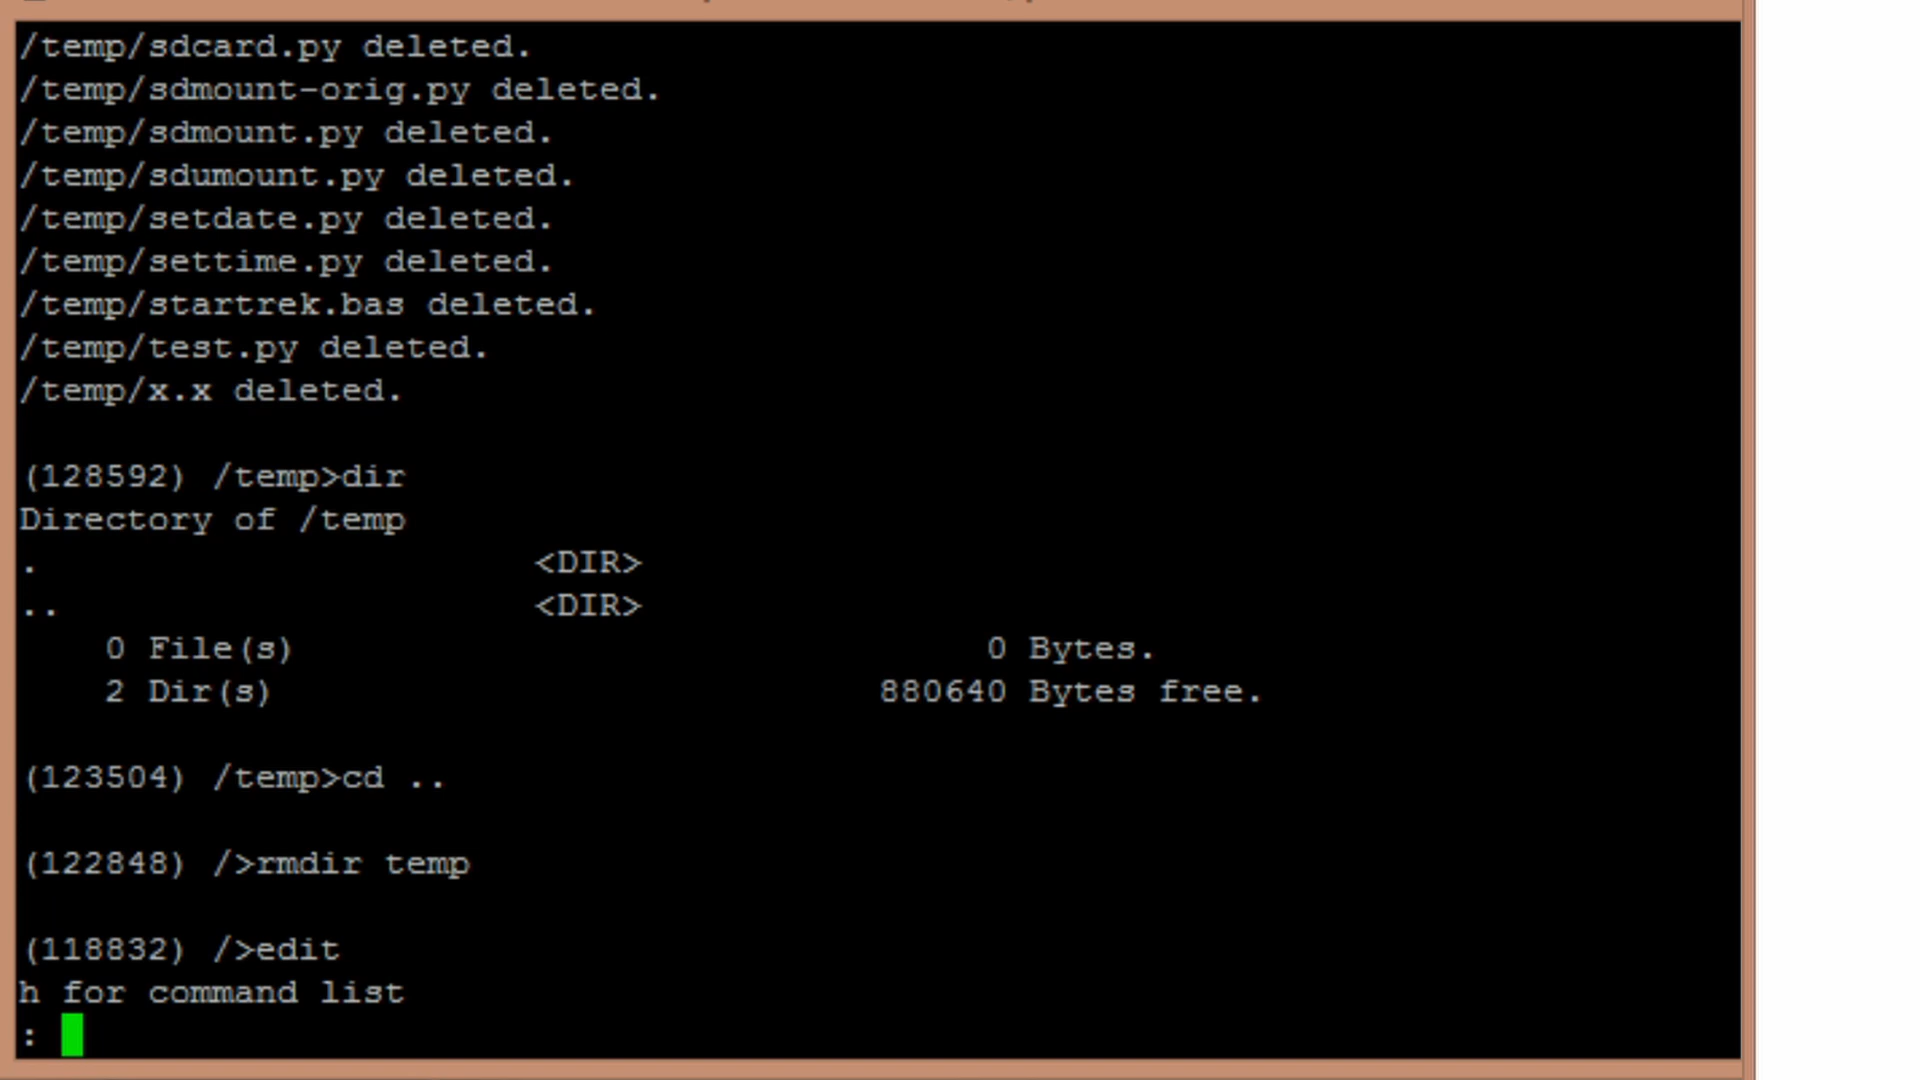 /temp/sdcard.py deleted.
/temp/sdmount-orig.py deleted.
/temp/sdmount.py deleted.
/temp/sdumount.py deleted.
/temp/setdate.py deleted.
/temp/settime.py deleted.
/temp/startrek.bas deleted.
/temp/test.py deleted.
/temp/x.x deleted.
(128592) /temp>dir
Directory of /temp
. <DIR>
.. <DIR>
0 File(s) 0 Bytes.
2 Dir(s) 880640 Bytes free.
(123504) /temp>cd ..
(122848) />rmdir temp
(118832) />edit
h for command list
: